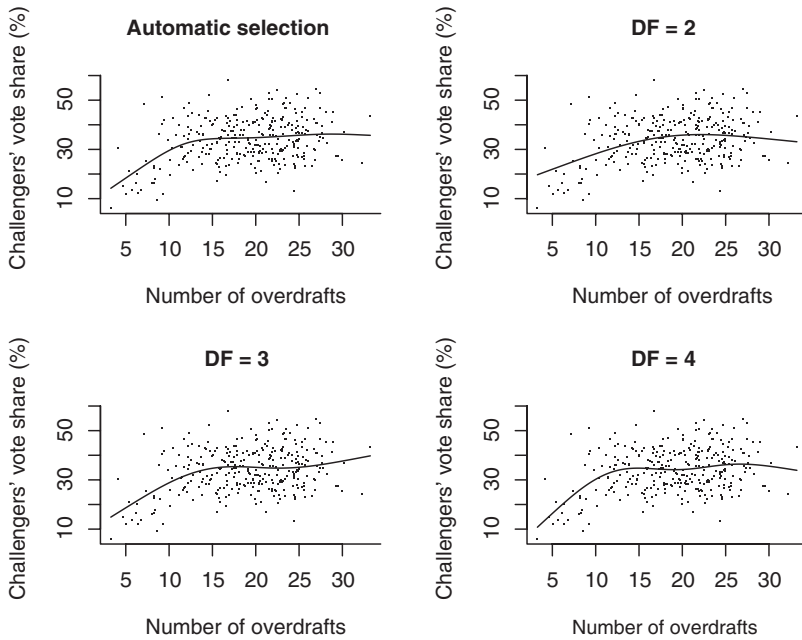 Automatic selection
Challengers' vote share (%)
50
30
10
5 10 15 20 25 30
Number of overdrafts
DF = 2
Challengers' vote share (%)
50
30
10
5 10 15 20 25 30
Number of overdrafts
DF = 3
Challengers' vote share (%)
50
30
10
5 10 15 20 25 30
Number of overdrafts
DF = 4
Challengers' vote share (%)
50
30
10
5 10 15 20 25 30
Number of overdrafts